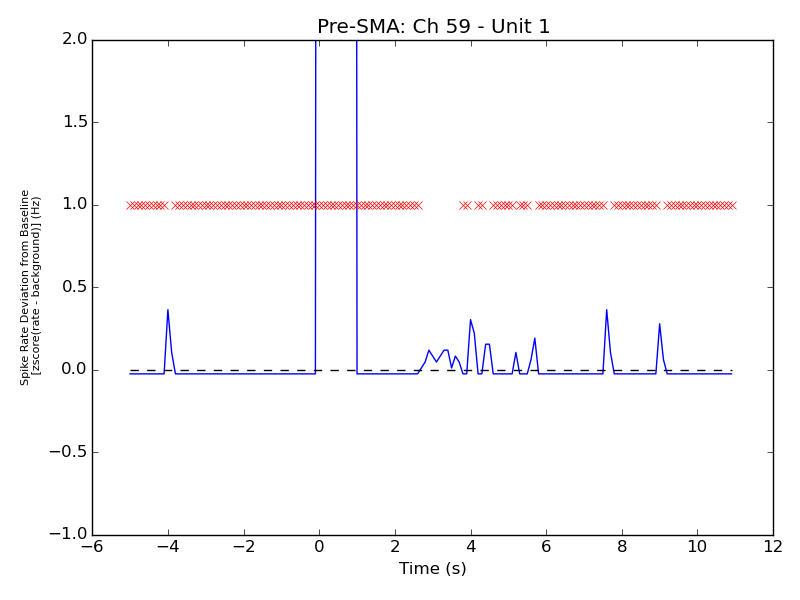 Pre-SMA: Ch 59 - Unit 1
2.0
1.5
1.0
0.5
0.0
−0.5
−1.0
Spike Rate Deviation from Baseline
[zscore(rate - background)] (Hz)
−6 −4 −2 0 2 4 6 8 10 12
Time (s)